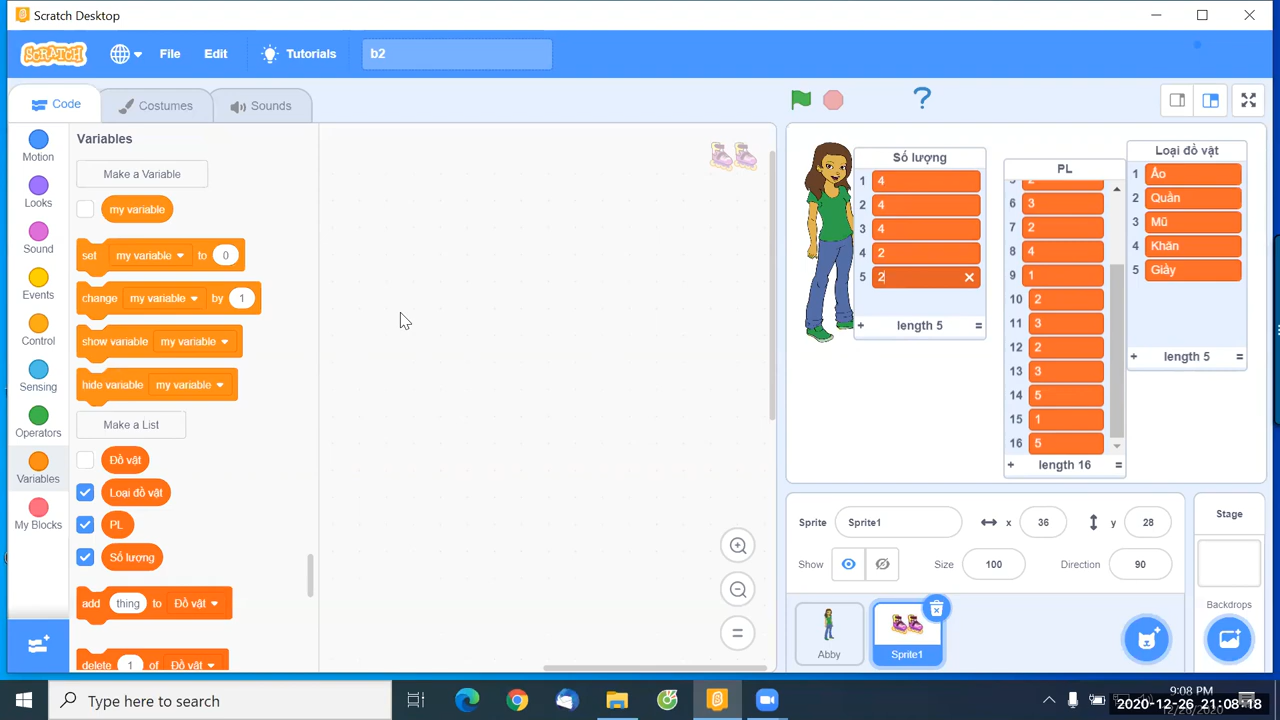 Scratch Desktop
SCRATCH
File
Edit
Tutorials
b2
Code
Costumes
Sounds
Motion
Looks
Sound
Events
Control
Sensing
Operators
Variables
My Blocks
Variables
Make a Variable
my variable
set my variable to 0
change my variable by 1
show variable my variable
hide variable my variable
Make a List
Đồ vật
Loại đồ vật
PL
Số lượng
add thing to Đồ vật
delete 1 of Đồ vật
Số lượng
1 4
2 4
3 4
4 2
5 2
+ length 5 =
PL
6 3
7 2
8 4
9 1
10 2
11 3
12 2
13 3
14 5
15 1
16 5
+ length 16 =
Loại đồ vật
1 Áo
2 Quần
3 Mũ
4 Khăn
5 Giầy
+ length 5 =
Sprite
Sprite1
x 36
y 28
Show
Size 100
Direction 90
Abby
Sprite1
Stage
Backdrops
Type here to search
9:08 PM
2020-12-26 21:08:18